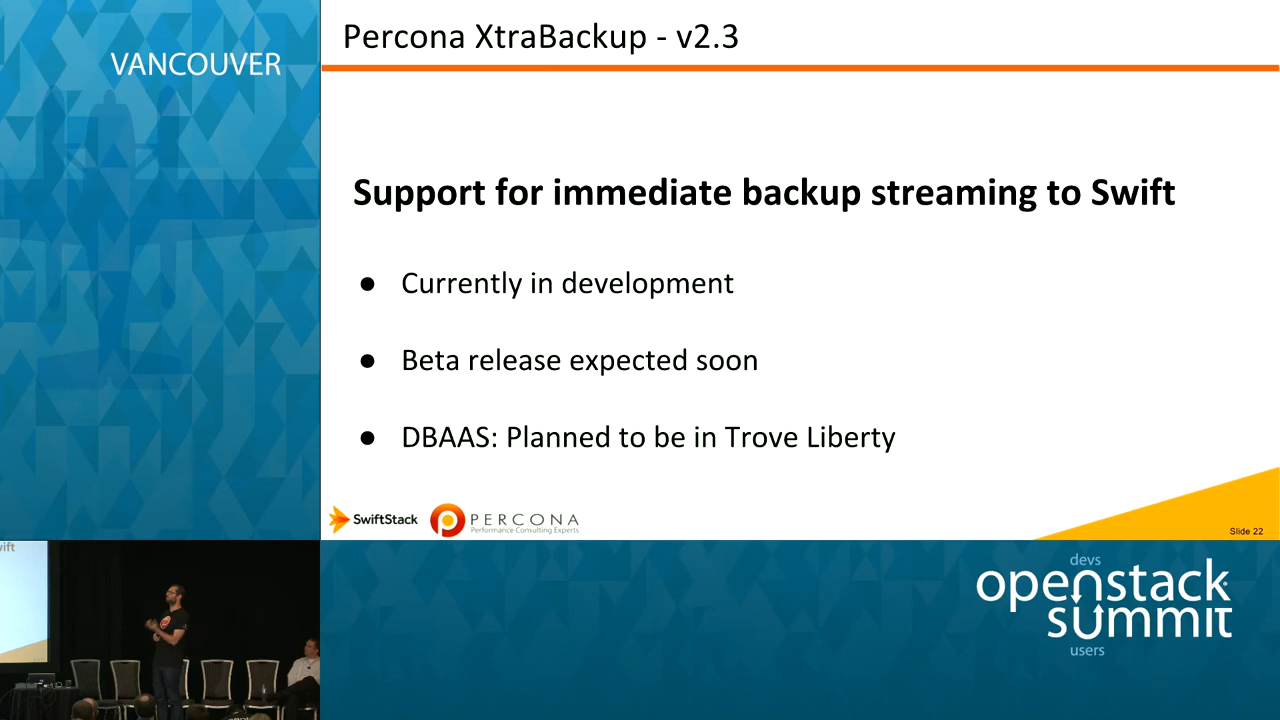 VANCOUVER
Percona XtraBackup - v2.3
Support for immediate backup streaming to Swift
● Currently in development
● Beta release expected soon
● DBAAS: Planned to be in Trove Liberty
SwiftStack
PERCONA
Performance Consulting Experts
Slide 22
ift
devs
openstack
summit
users